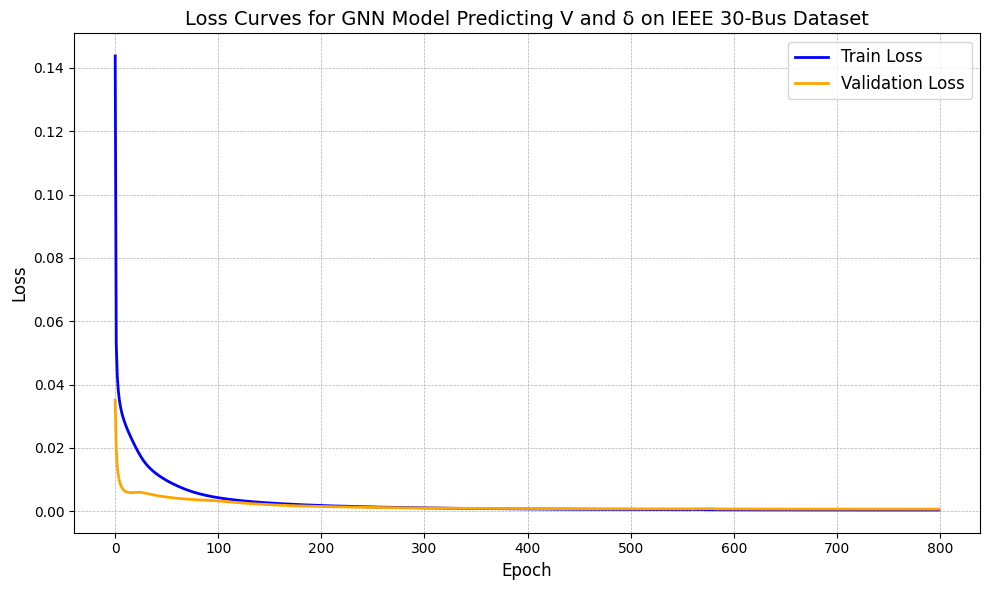 Loss Curves for GNN Model Predicting V and δ on IEEE 30-Bus Dataset
Train Loss
Validation Loss
Loss
0.14
0.12
0.10
0.08
0.06
0.04
0.02
0.00
0 100 200 300 400 500 600 700 800
Epoch